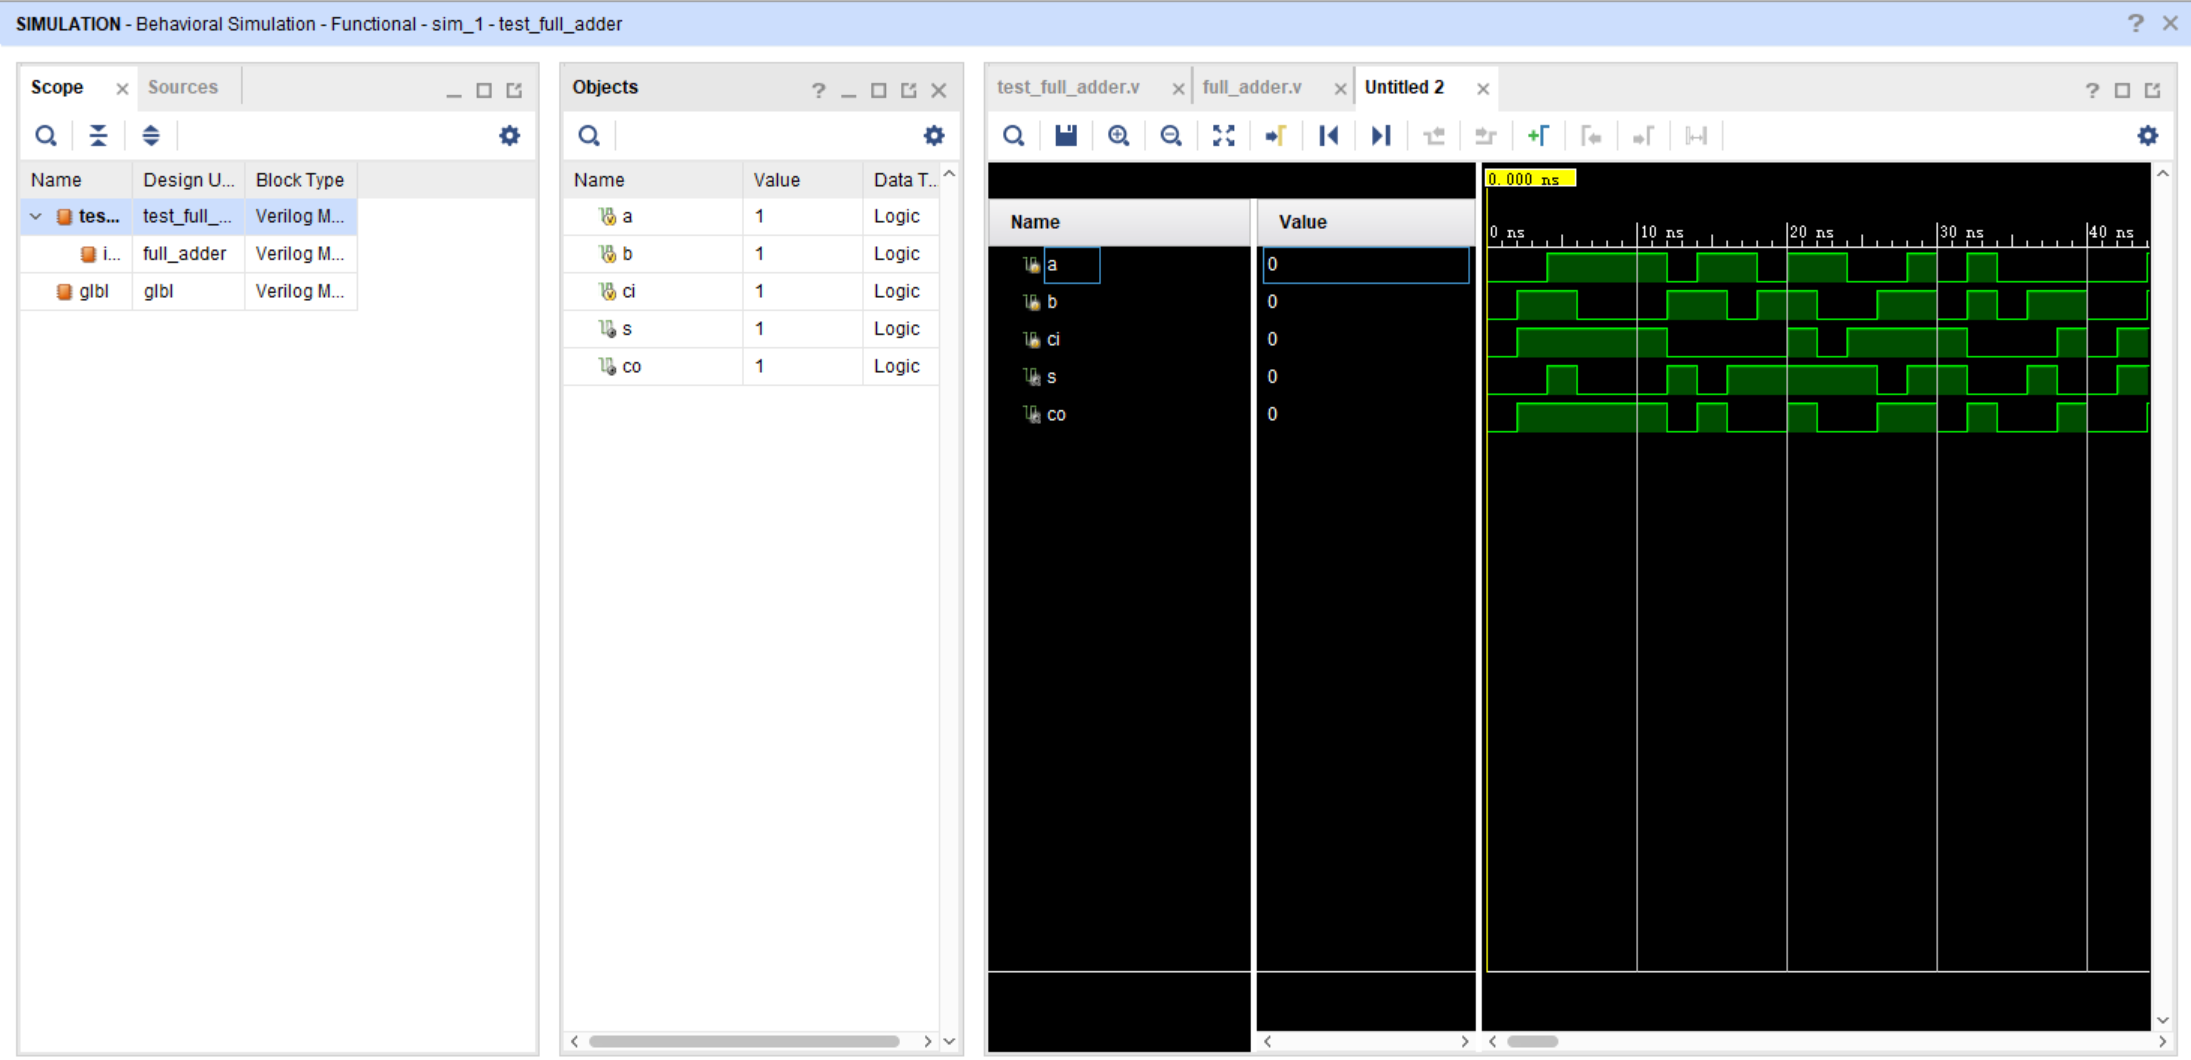 SIMULATION - Behavioral Simulation - Functional - sim_1 - test_full_adder
Scope
Sources
Name Design U... Block Type
tes... test_full_... Verilog M...
i... full_adder Verilog M...
glbl glbl Verilog M...
Objects
Name Value Data T...
a 1 Logic
b 1 Logic
ci 1 Logic
s 1 Logic
co 1 Logic
test_full_adder.v
full_adder.v
Untitled 2
Name Value
a 0
b 0
ci 0
s 0
co 0
0.000 ns
0 ns 10 ns 20 ns 30 ns 40 ns